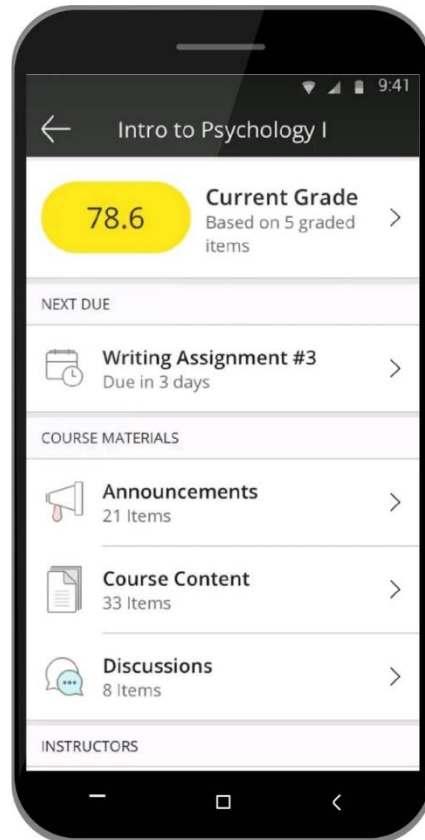 9:41
Intro to Psychology I
78.6
Current Grade
Based on 5 graded
items
NEXT DUE
Writing Assignment #3
Due in 3 days
COURSE MATERIALS
Announcements
21 Items
Course Content
33 Items
Discussions
8 Items
INSTRUCTORS